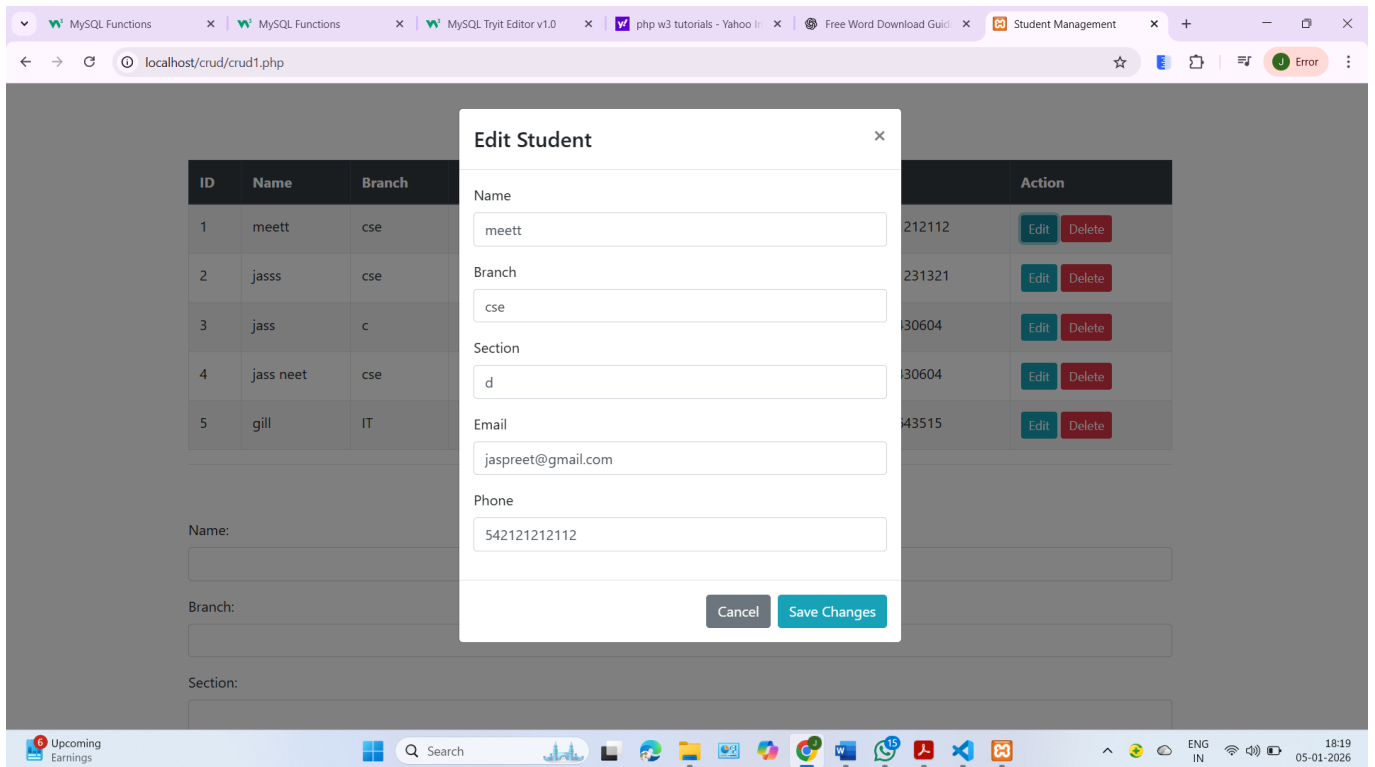 MySQL Functions
MySQL Functions
MySQL Tryit Editor v1.0
php w3 tutorials - Yahoo
Free Word Download
Student Management
localhost/crud/crud1.php
J Error
Edit Student
×
ID Name Branch Action
1 meett cse 212112 Edit Delete
2 jasss cse 231321 Edit Delete
3 jass c 30604 Edit Delete
4 jass neet cse 30604 Edit Delete
5 gill IT 43515 Edit Delete
Name
meett
Branch
cse
Section
d
Email
jaspreet@gmail.com
Phone
542121212112
Cancel Save Changes
Name:
Branch:
Section:
6 Upcoming
Earnings
Search
15
ENG
IN
18:19
05-01-2026